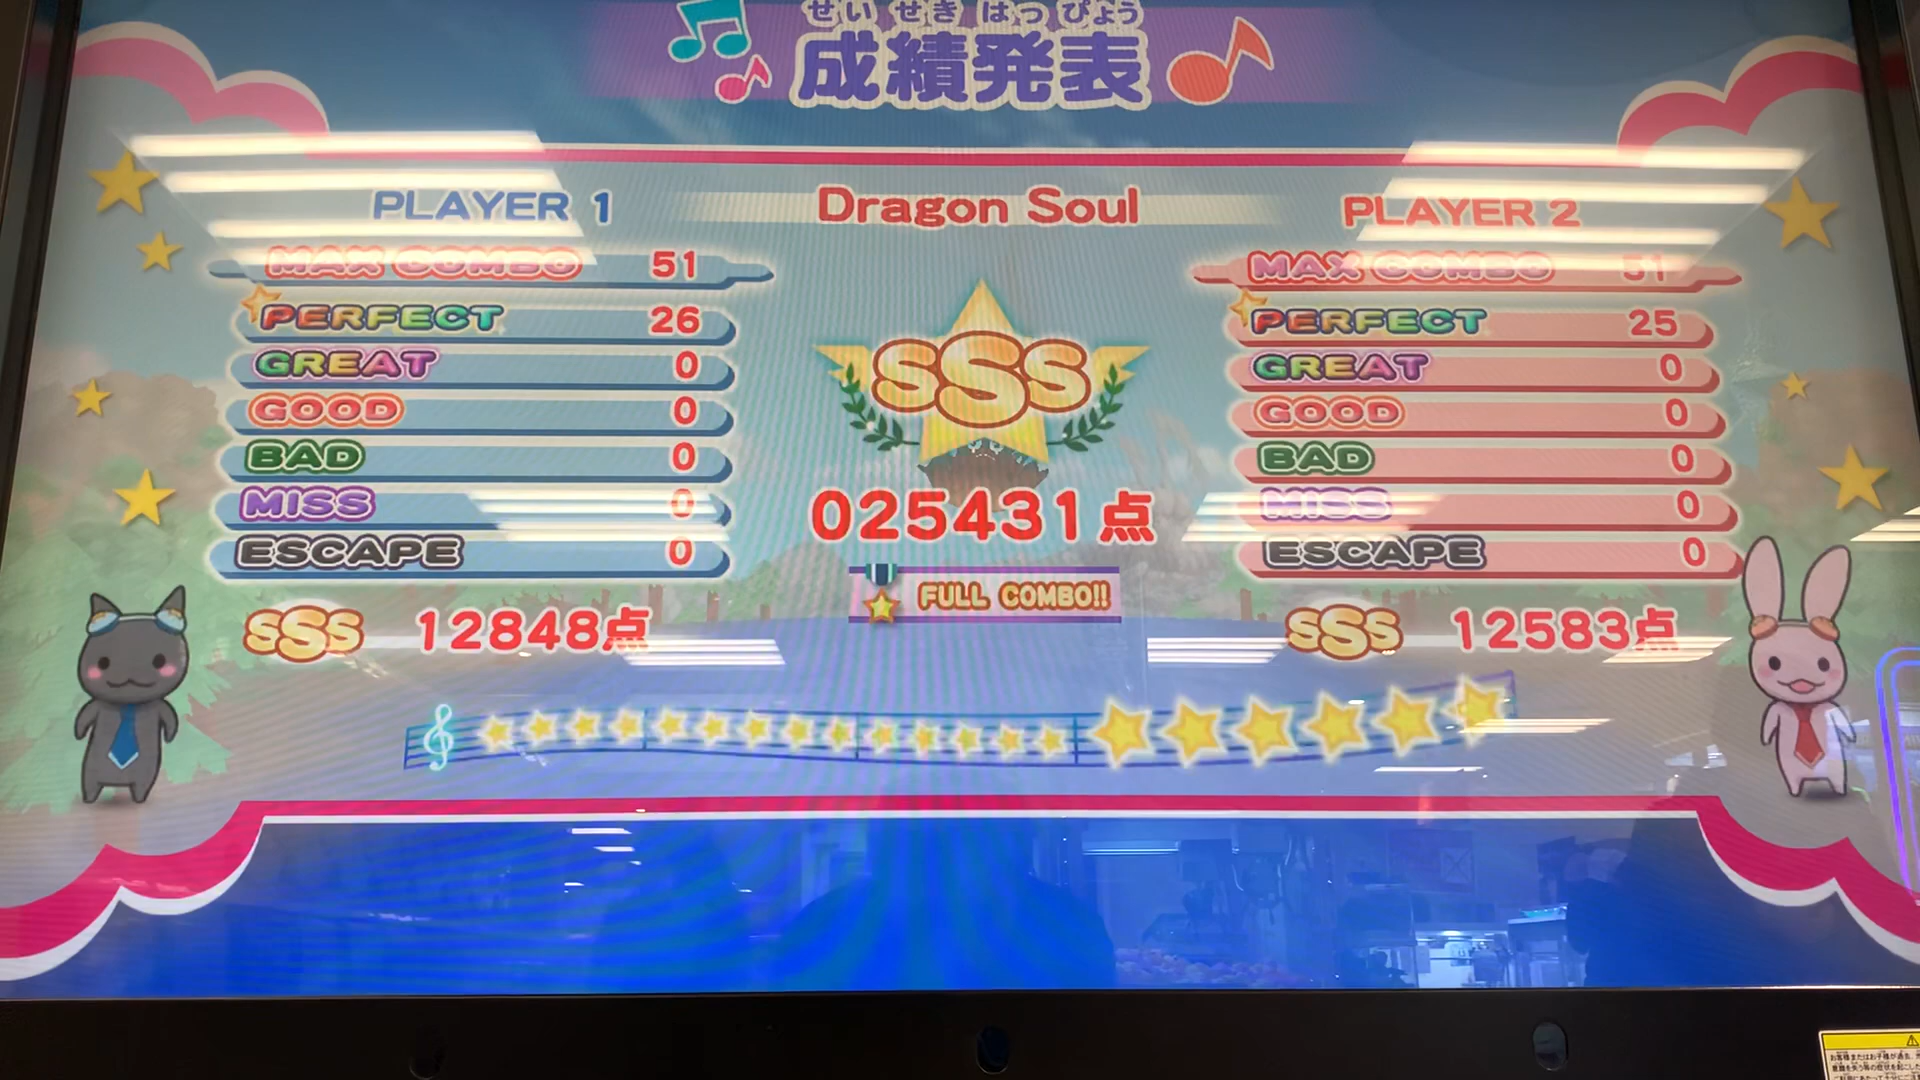 せいせきはっぴょう
成績発表
PLAYER 1
Dragon Soul
PLAYER 2
MAX COMBO 51
PERFECT 26
GREAT 0
GOOD 0
BAD 0
MISS 0
ESCAPE 0
SSS 12848点
SSS
025431点
FULL COMBO!!
MAX COMBO 51
PERFECT 25
GREAT 0
GOOD 0
BAD 0
MISS 0
ESCAPE 0
SSS 12583点